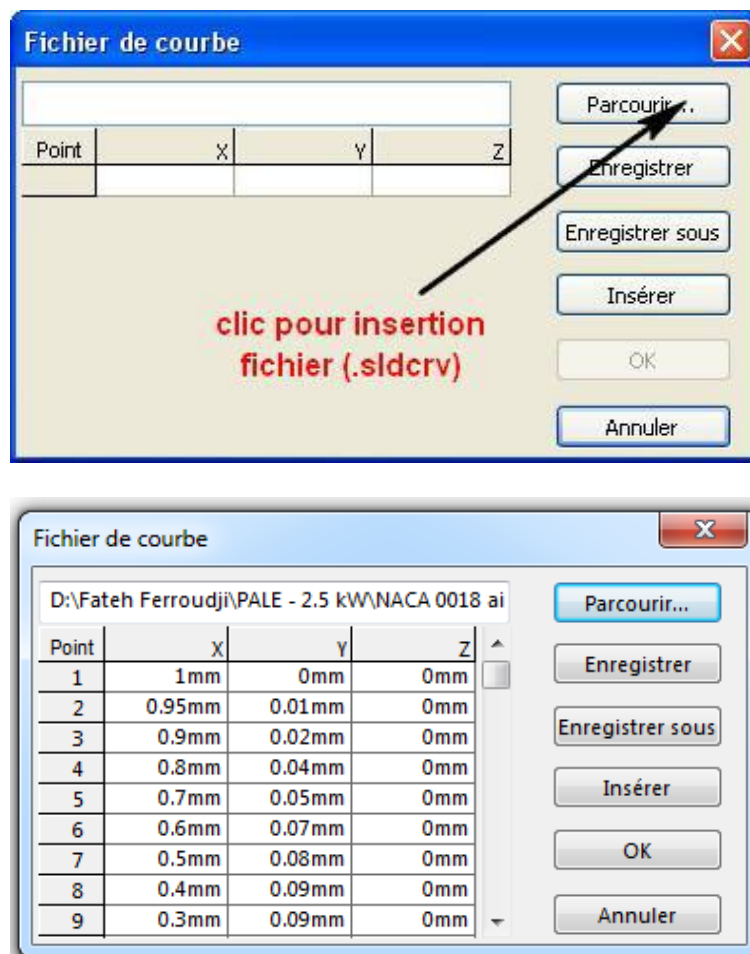 Fichier de courbe
Parcourir...
Point X Y Z
Enregistrer
Enregistrer sous
clic pour insertion
fichier (.sldcrv)
Insérer
OK
Annuler
Fichier de courbe
D:\Fateh Ferroudji\PALE - 2.5 kW\NACA 0018 ai
Parcourir...
Point X Y Z
1 1mm 0mm 0mm
2 0.95mm 0.01mm 0mm
3 0.9mm 0.02mm 0mm
4 0.8mm 0.04mm 0mm
5 0.7mm 0.05mm 0mm
6 0.6mm 0.07mm 0mm
7 0.5mm 0.08mm 0mm
8 0.4mm 0.09mm 0mm
9 0.3mm 0.09mm 0mm
Enregistrer
Enregistrer sous
Insérer
OK
Annuler